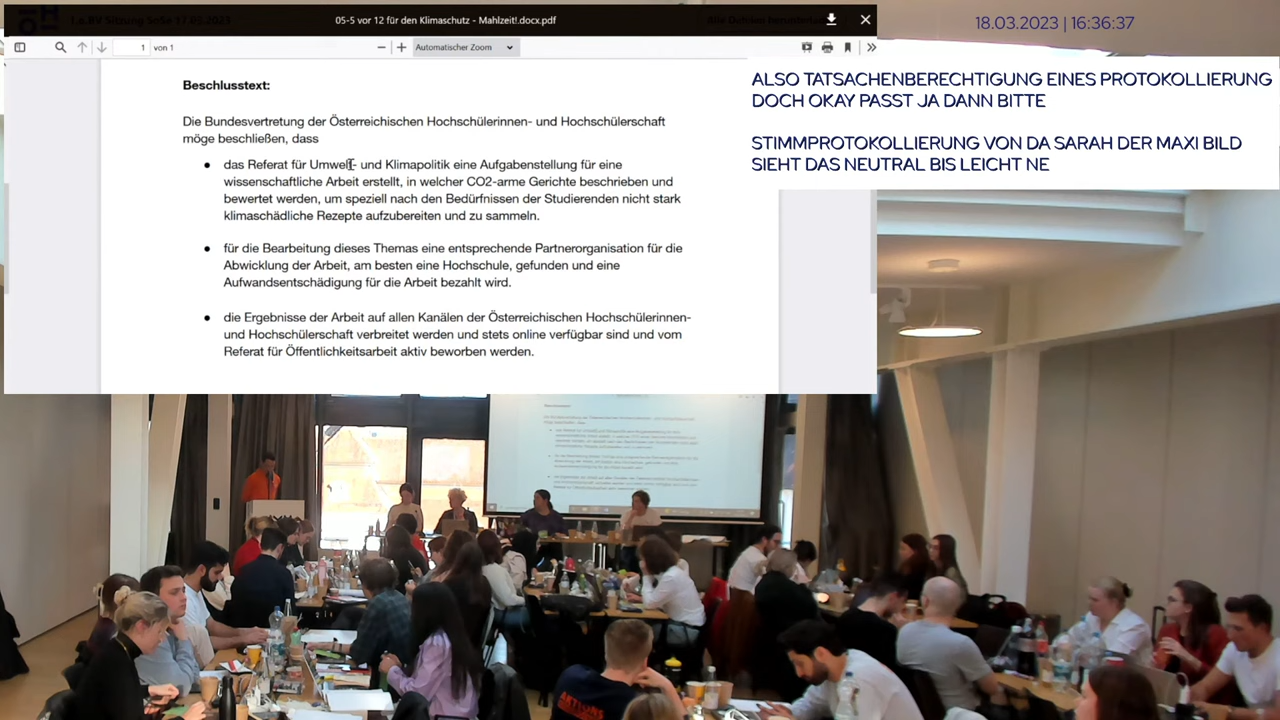 1.a.BV Sitzung SoSe 17.03.2023
05-5 vor 12 für den Klimaschutz - Mahlzeit!.docx.pdf
18.03.2023 | 16:36:37
1 von 1
Automatischer Zoom
ALSO TATSACHENBERECHTIGUNG EINES PROTOKOLLIERUNG
DOCH OKAY PASST JA DANN BITTE
STIMMPROTOKOLLIERUNG VON DA SARAH DER MAXI BILD
SIEHT DAS NEUTRAL BIS LEICHT NE
Beschlusstext:
Die Bundesvertretung der Österreichischen Hochschülerinnen- und Hochschülerschaft
möge beschließen, dass
● das Referat für Umwelt- und Klimapolitik eine Aufgabenstellung für eine
wissenschaftliche Arbeit erstellt, in welcher CO2-arme Gerichte beschrieben und
bewertet werden, um speziell nach den Bedürfnissen der Studierenden nicht stark
klimaschädliche Rezepte aufzubereiten und zu sammeln.
● für die Bearbeitung dieses Themas eine entsprechende Partnerorganisation für die
Abwicklung der Arbeit, am besten eine Hochschule, gefunden und eine
Aufwandsentschädigung für die Arbeit bezahlt wird.
● die Ergebnisse der Arbeit auf allen Kanälen der Österreichischen Hochschülerinnen-
und Hochschülerschaft verbreitet werden und stets online verfügbar sind und vom
Referat für Öffentlichkeitsarbeit aktiv beworben werden.